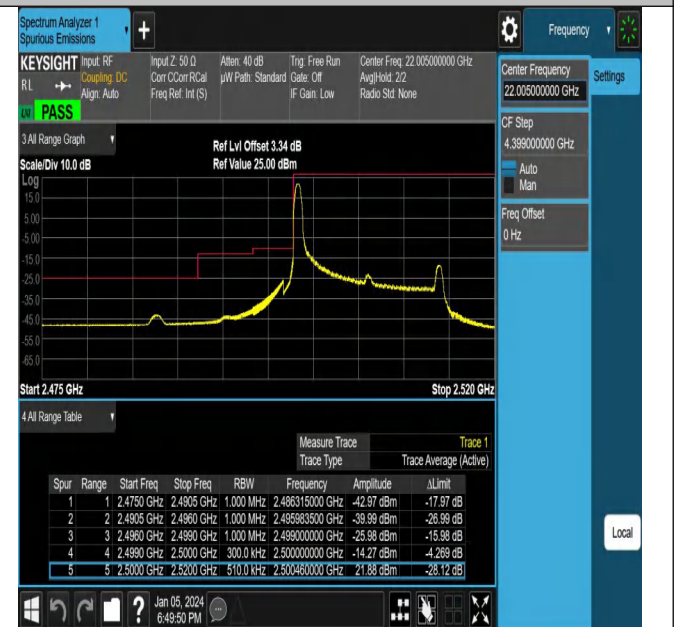 Spectrum Analyzer 1
Spurious Emissions
+
Frequency
KEYSIGHT
RL
Input: RF
Coupling: DC
Align: Auto
Input Z: 50 Ω
Corr CCorr RCal
Freq Ref: Int (S)
Atten: 40 dB
µW Path: Standard
Trig: Free Run
Gate: Off
IF Gain: Low
Center Freq: 22.005000000 GHz
Avg|Hold: 2/2
Radio Std: None
PASS
Center Frequency
22.005000000 GHz
Settings
CF Step
4.399000000 GHz
Auto
Man
Freq Offset
0 Hz
3 All Range Graph
Scale/Div 10.0 dB
Ref Lvl Offset 3.34 dB
Ref Value 25.00 dBm
Log
15.0
5.00
-5.00
-15.0
-25.0
-35.0
-45.0
-55.0
-65.0
Start 2.475 GHz
Stop 2.520 GHz
4 All Range Table
Measure Trace Trace 1
Trace Type Trace Average (Active)
Spur Range Start Freq Stop Freq RBW Frequency Amplitude ΔLimit
1 1 2.4750 GHz 2.4905 GHz 1.000 MHz 2.486315000 GHz -42.97 dBm -17.97 dB
2 2 2.4905 GHz 2.4960 GHz 1.000 MHz 2.495983500 GHz -39.99 dBm -26.99 dB
3 3 2.4960 GHz 2.4990 GHz 1.000 MHz 2.499000000 GHz -25.98 dBm -15.98 dB
4 4 2.4990 GHz 2.5000 GHz 300.0 kHz 2.500000000 GHz -14.27 dBm -4.269 dB
5 5 2.5000 GHz 2.5200 GHz 510.0 kHz 2.500460000 GHz 21.88 dBm -28.12 dB
Local
?
Jan 05, 2024
6:49:50 PM